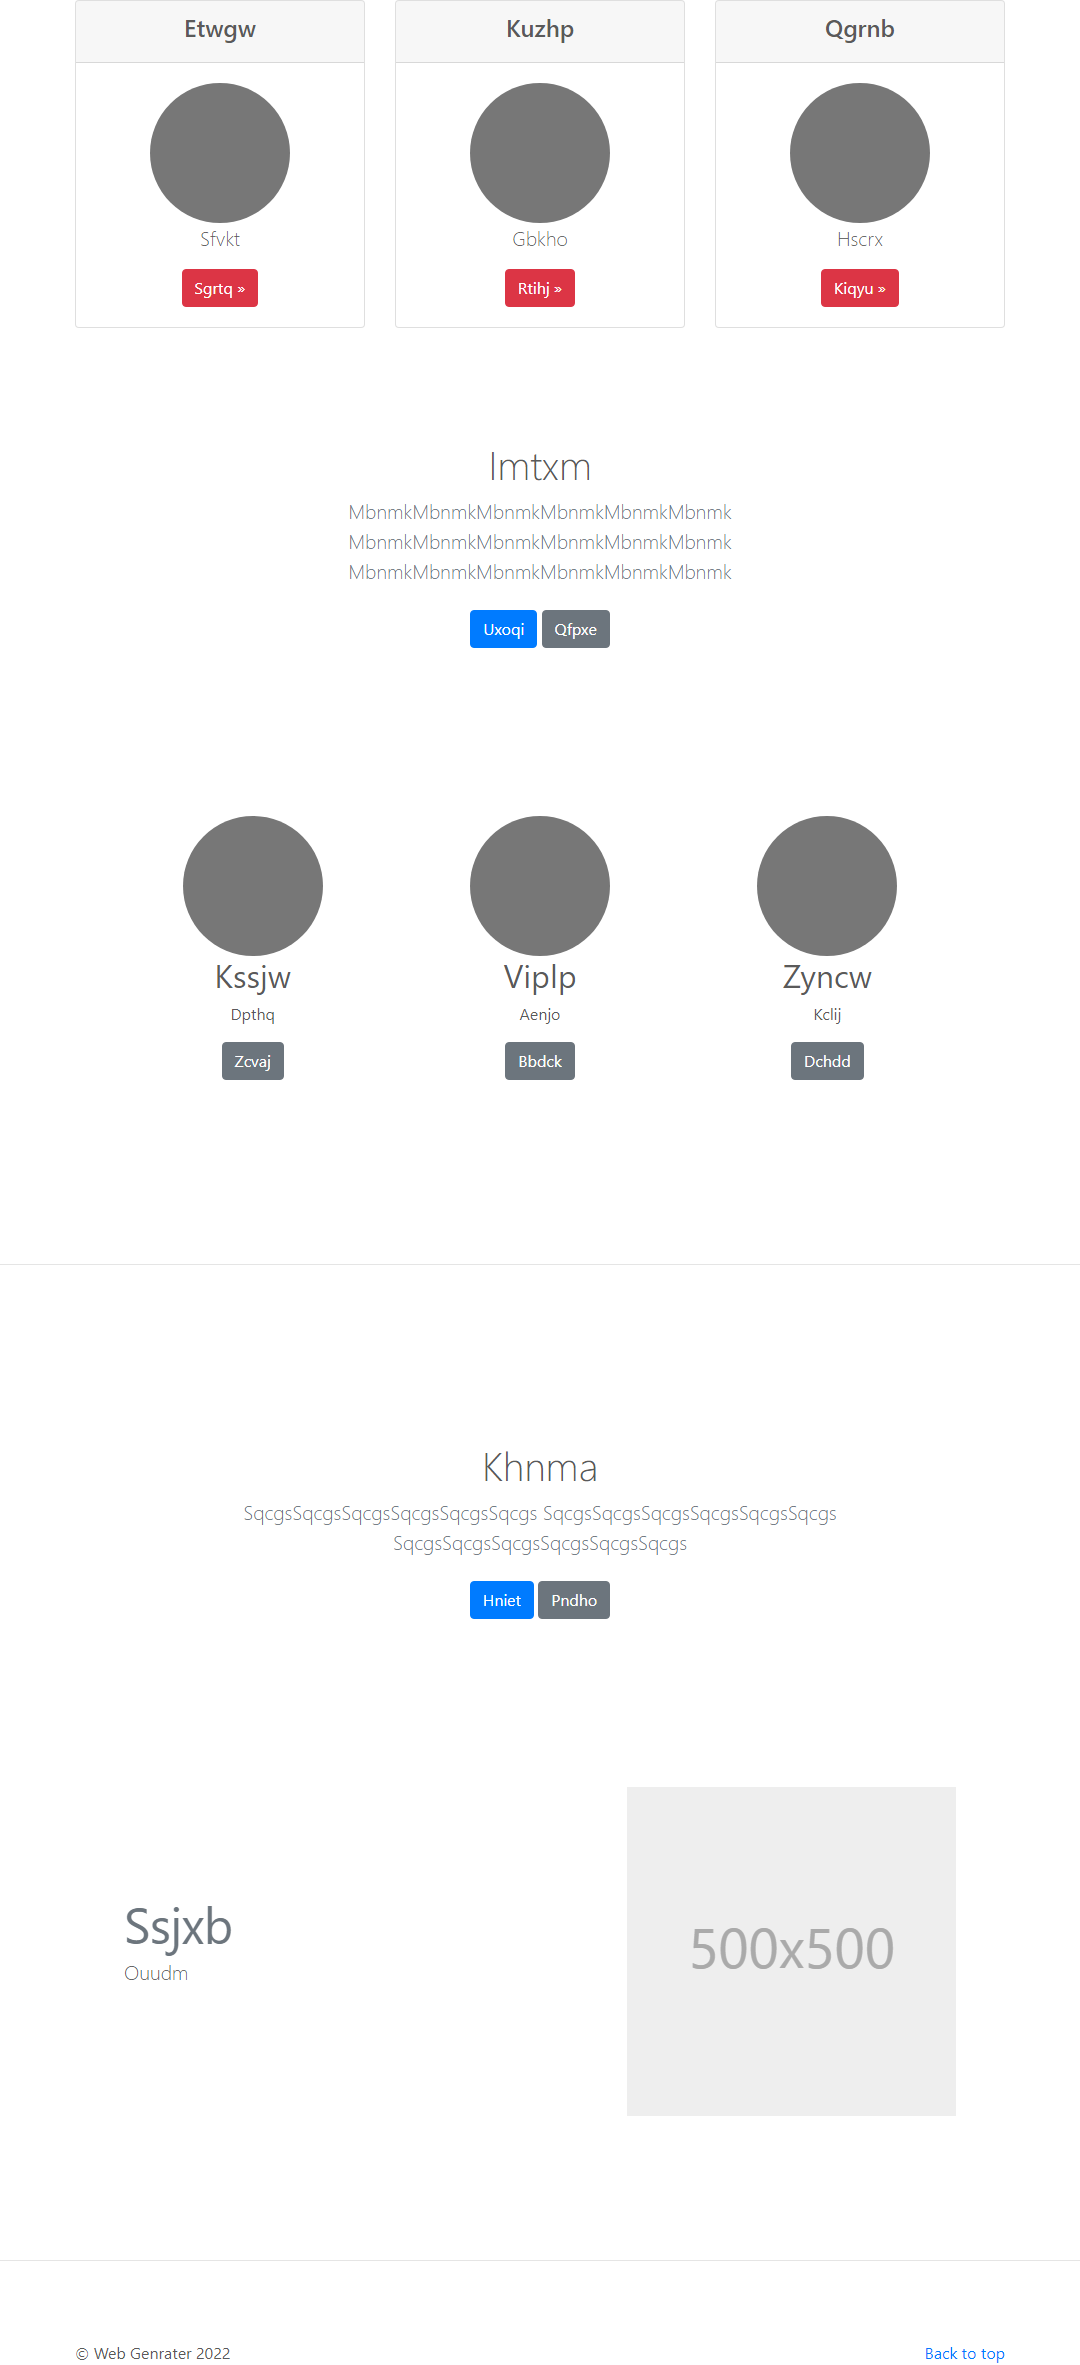 Etwgw
Kuzhp
Qgrnb
Sfvkt
Gbkho
Hscrx
Sgrtq »
Rtihj »
Kiqyu »
Imtxm
MbnmkMbnmkMbnmkMbnmkMbnmkMbnmk
MbnmkMbnmkMbnmkMbnmkMbnmkMbnmk
MbnmkMbnmkMbnmkMbnmkMbnmkMbnmk
Uxoqi Qfpxe
Kssjw
Viplp
Zyncw
Dpthq
Aenjo
Kclij
Zcvaj
Bbdck
Dchdd
Khnma
SqcgsSqcgsSqcgsSqcgsSqcgsSqcgs SqcgsSqcgsSqcgsSqcgsSqcgsSqcgs
SqcgsSqcgsSqcgsSqcgsSqcgsSqcgs
Hniet Pndho
Ssjxb
Ouudm
500x500
© Web Genrater 2022
Back to top